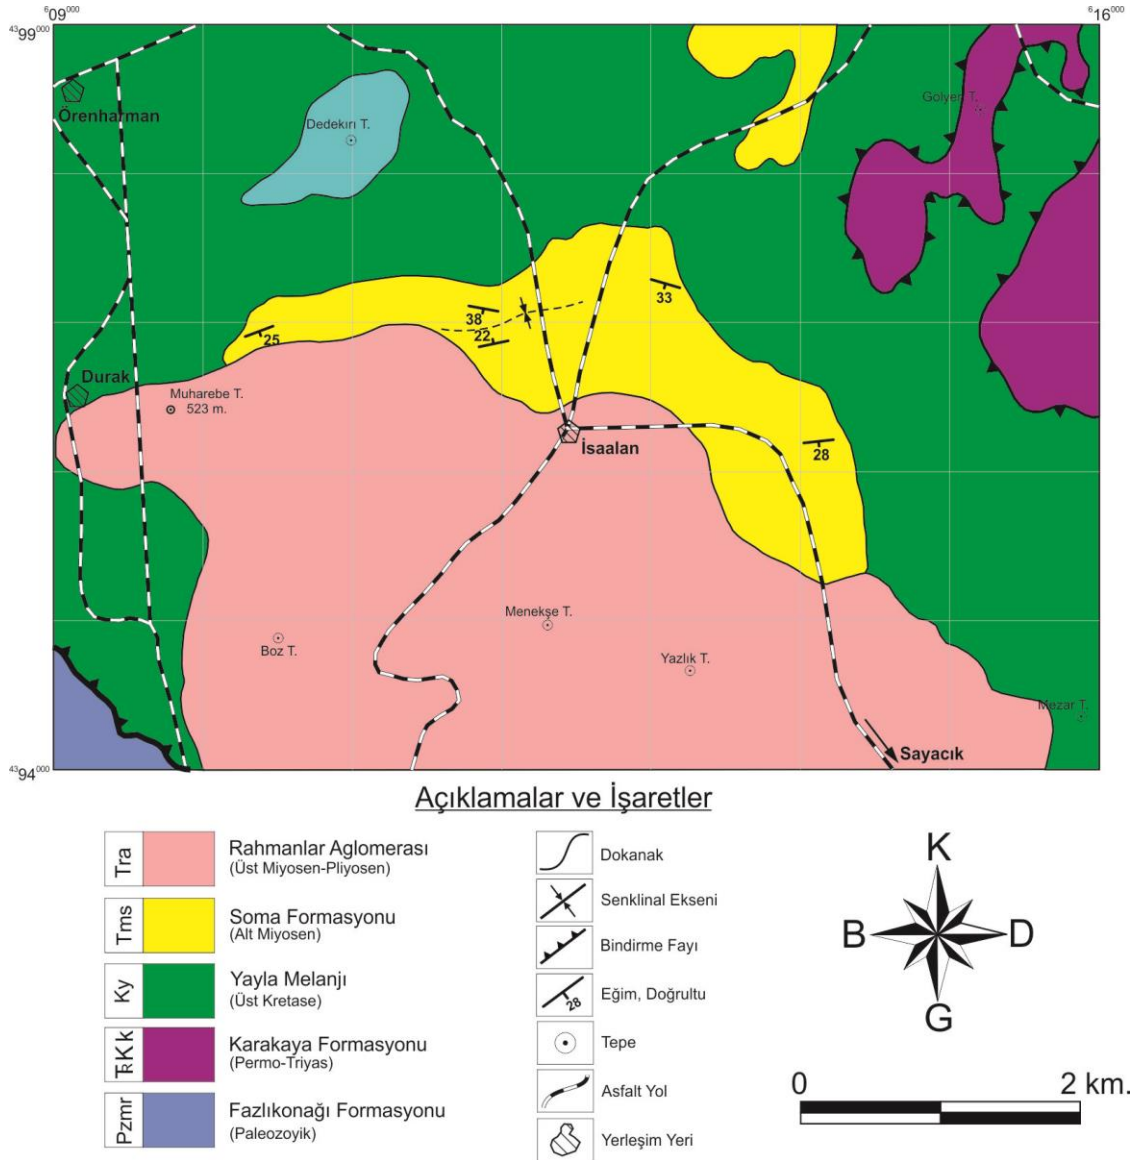 ⁶09⁰⁰⁰
⁶16⁰⁰⁰
⁴³99⁰⁰⁰
Örenharman
Dedekırı T.
Gölyeri T.
33
38
22
25
Durak
Muharebe T.
523 m.
İsaalan
28
Menekşe T.
Boz T.
Yazlık T.
Mezar T.
Sayacık
⁴³94⁰⁰⁰
Açıklamalar ve İşaretler
Tra
Rahmanlar Aglomerası
(Üst Miyosen-Pliyosen)
Tms
Soma Formasyonu
(Alt Miyosen)
Ky
Yayla Melanjı
(Üst Kretase)
TRKk
Karakaya Formasyonu
(Permo-Triyas)
Pzmr
Fazlıkonağı Formasyonu
(Paleozoyik)
Dokanak
Senklinal Ekseni
Bindirme Fayı
28
Eğim, Doğrultu
Tepe
Asfalt Yol
Yerleşim Yeri
K
B
D
G
0
2 km.